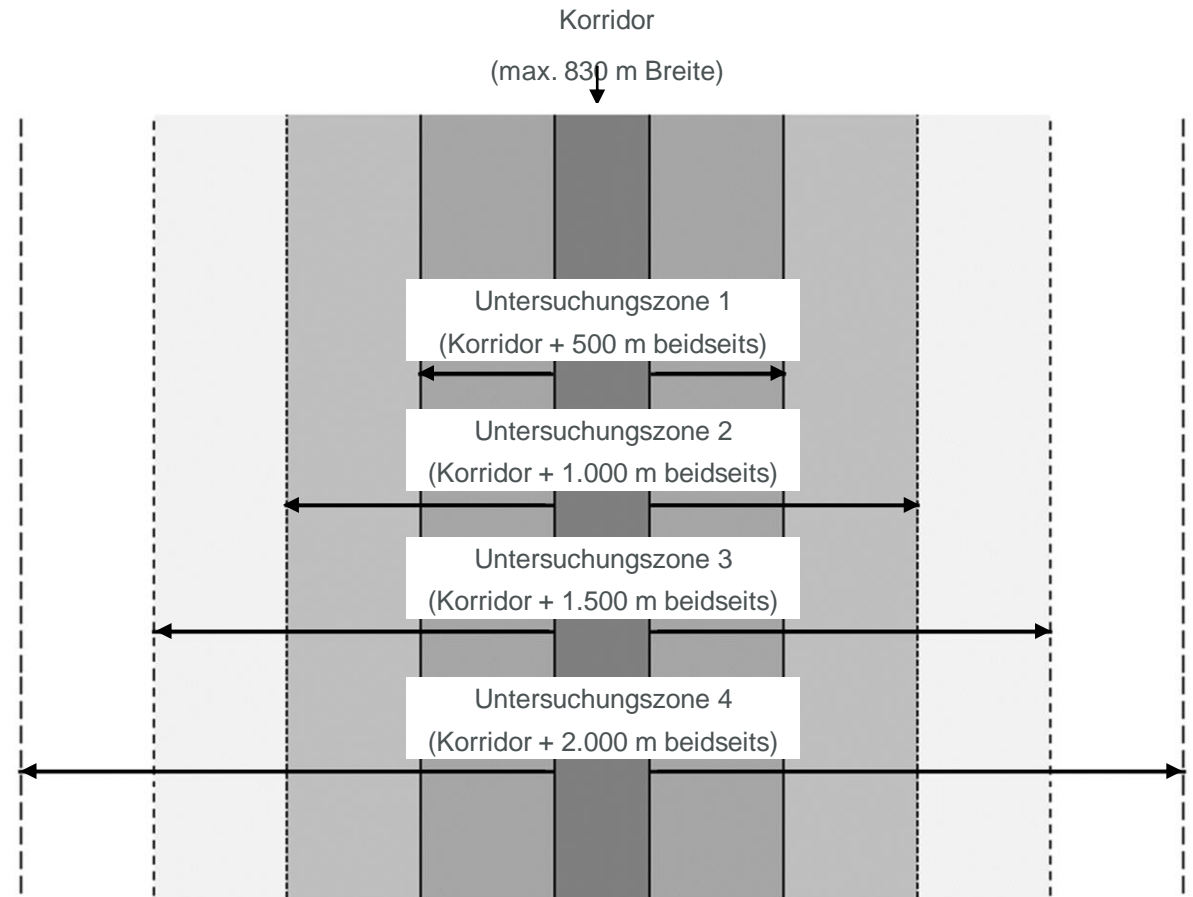 Korridor
(max. 830 m Breite)
Untersuchungszone 1
(Korridor + 500 m beidseits)
Untersuchungszone 2
(Korridor + 1.000 m beidseits)
Untersuchungszone 3
(Korridor + 1.500 m beidseits)
Untersuchungszone 4
(Korridor + 2.000 m beidseits)